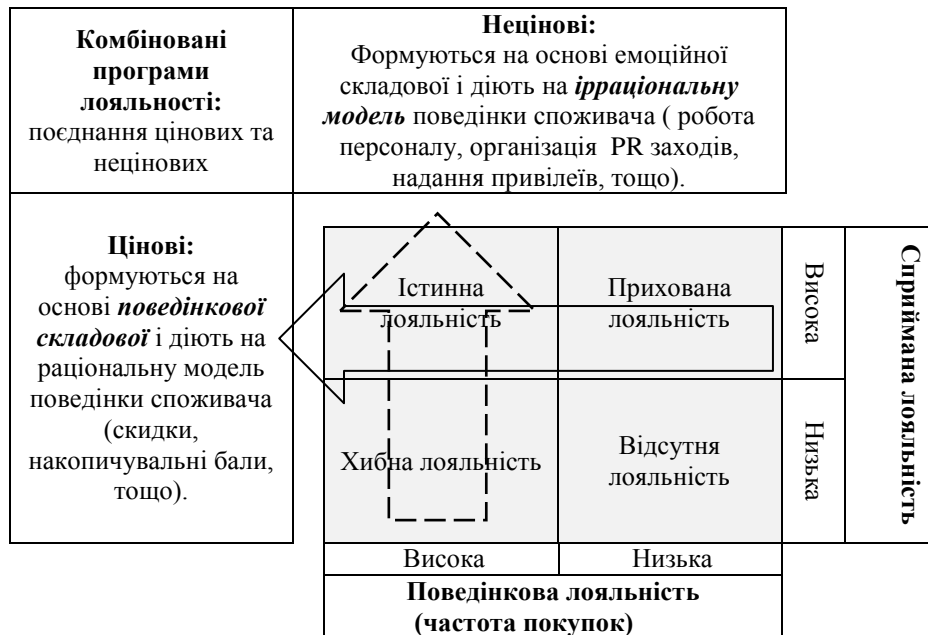 Комбіновані
програми
лояльності:
поєднання цінових та
нецінових
Нецінові:
Формуються на основі емоційної
складової і діють на ірраціональну
модель поведінки споживача ( робота
персоналу, організація PR заходів,
надання привілеїв, тощо).
Цінові:
формуються на
основі поведінкової
складової і діють на
раціональну модель
поведінки споживача
(скидки,
накопичувальні бали,
тощо).
Істинна
лояльність
Прихована
лояльність
Висока
Хибна лояльність
Відсутня
лояльність
Низька
Сприймана лояльність
Висока
Низька
Поведінкова лояльність
(частота покупок)